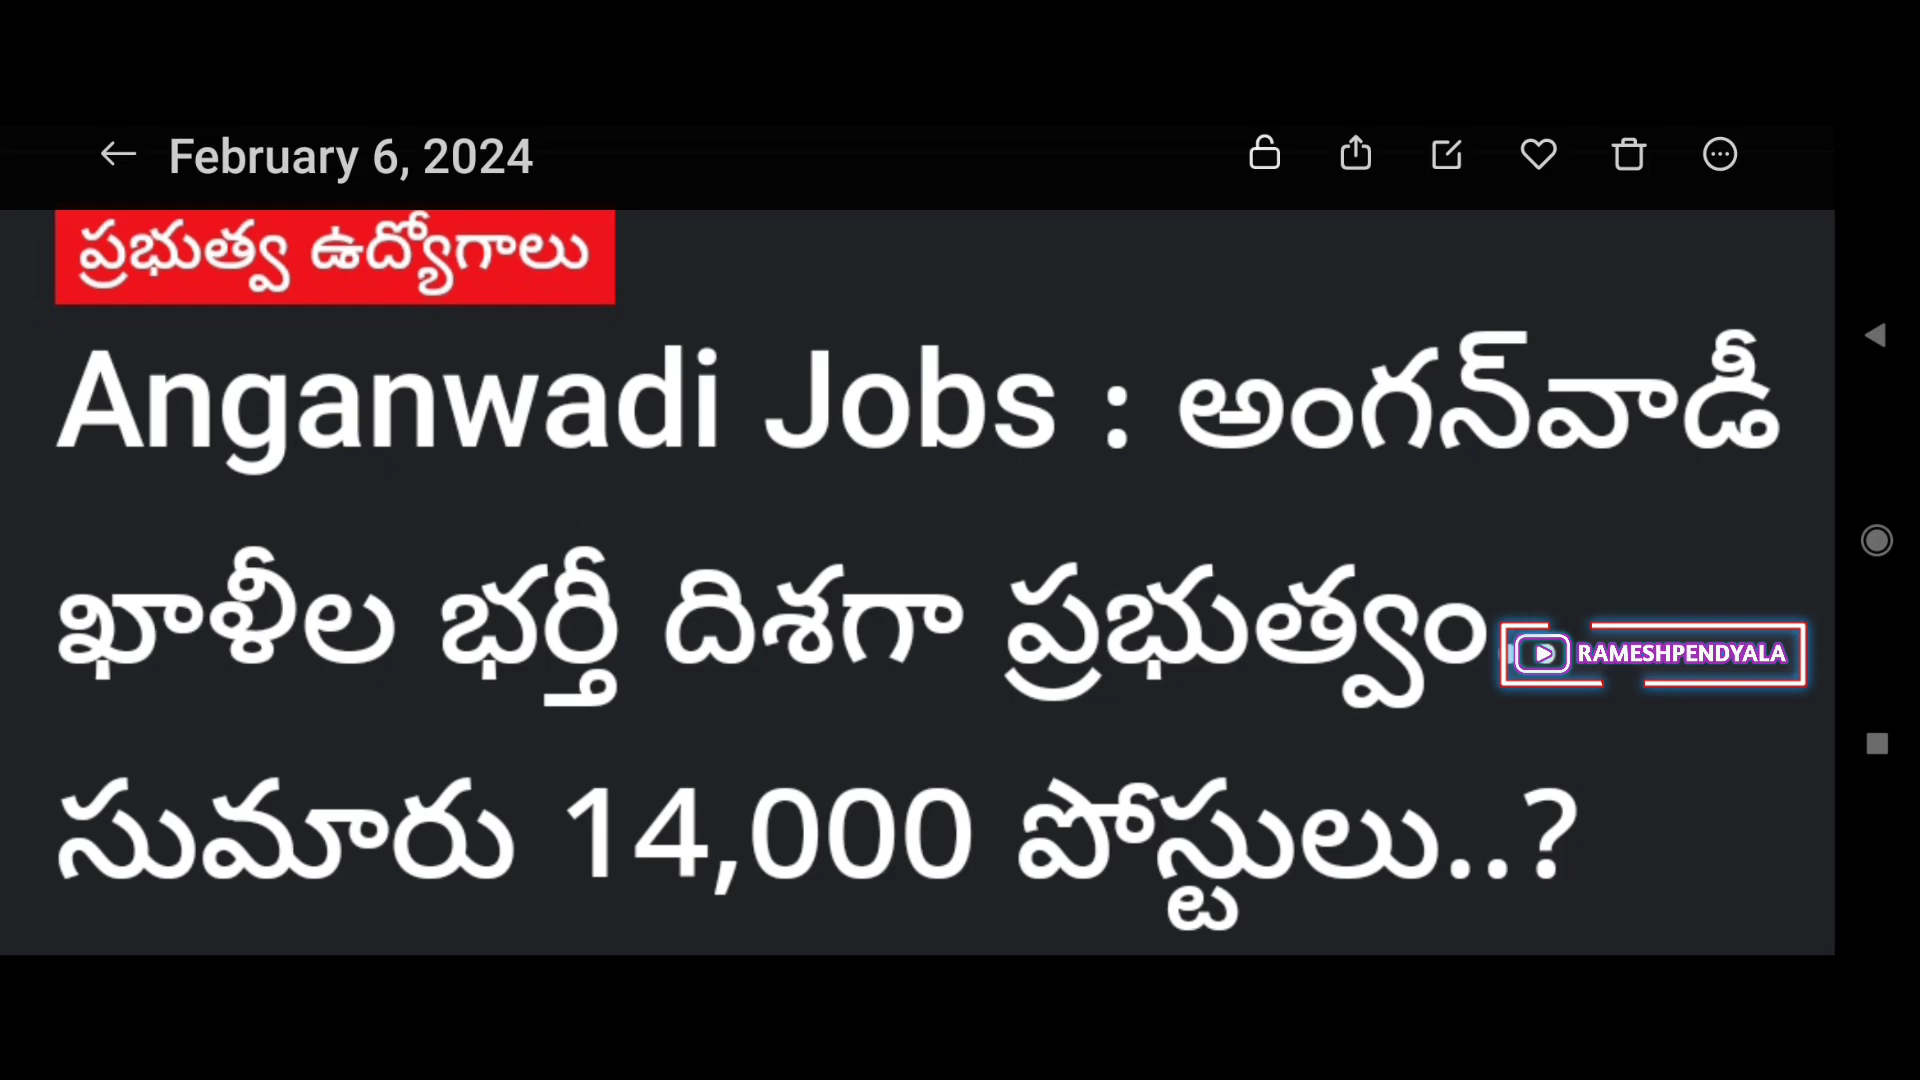 February 6, 2024
ప్రభుత్వ ఉద్యోగాలు
Anganwadi Jobs : అంగన్‌వాడీ
ఖాళీల భర్తీ దిశగా ప్రభుత్వం
RAMESHPENDYALA
సుమారు 14,000 పోస్టులు..?